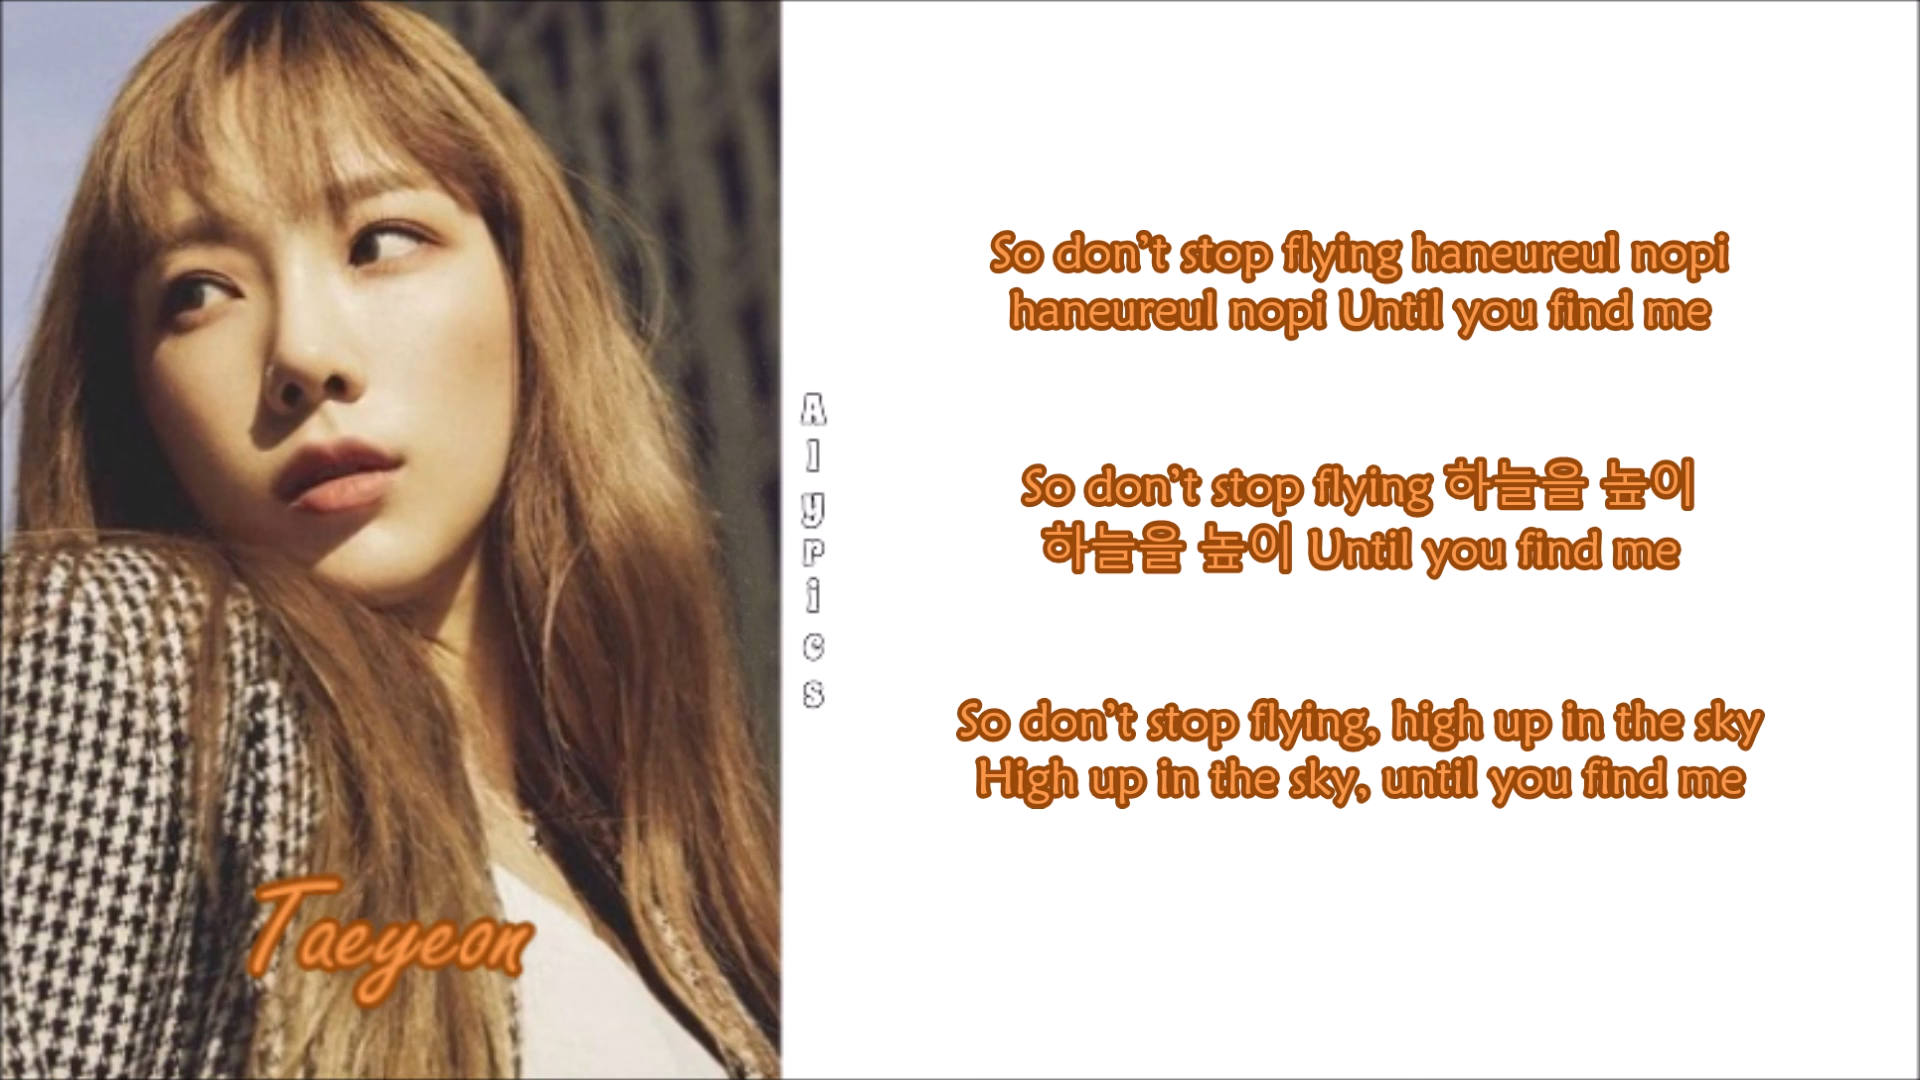 So don't stop flying haneureul nopi
haneureul nopi Until you find me
So don't stop flying 하늘을 높이
하늘을 높이 Until you find me
So don't stop flying, high up in the sky
High up in the sky, until you find me
Alyrics
Taeyeon